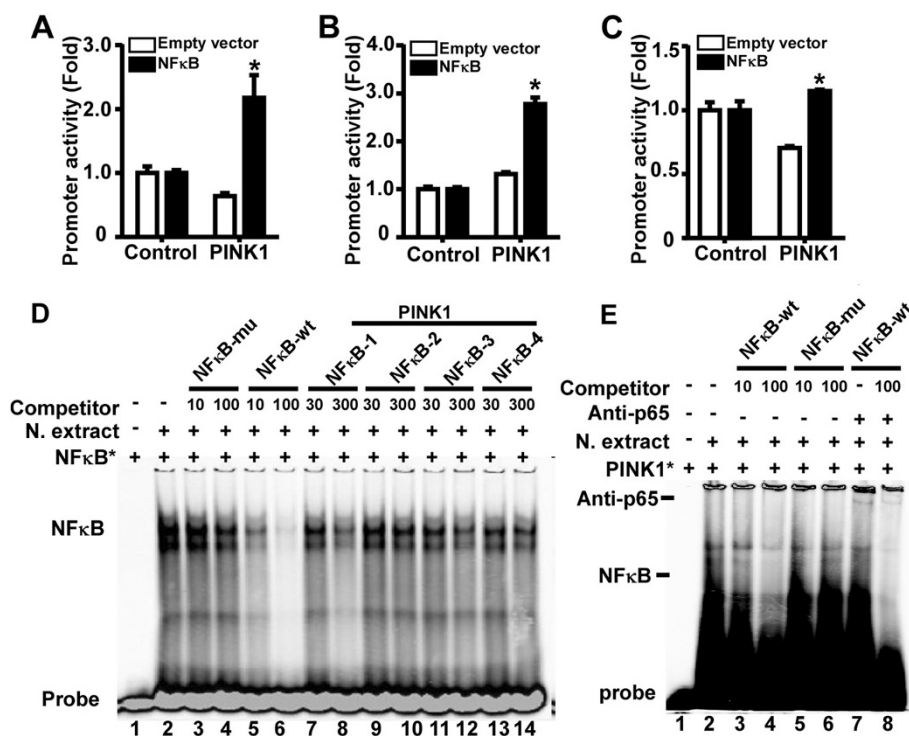 A
Promoter activity (Fold)
3.0
2.0
1.0
0
Empty vector
NFκB
*
Control PINK1
B
Promoter activity (Fold)
4.0
3.0
2.0
1.0
0
Empty vector
NFκB
*
Control PINK1
C
Promoter activity (Fold)
1.5
1.0
0.5
0
Empty vector
NFκB
*
Control PINK1
D
PINK1
NFκB-mu NFκB-wt NFκB-1 NFκB-2 NFκB-3 NFκB-4
Competitor - - 10 100 10 100 30 300 30 300 30 300 30 300
N. extract - + + + + + + + + + + + + +
NFκB* + + + + + + + + + + + + + +
NFκB
Probe
1 2 3 4 5 6 7 8 9 10 11 12 13 14
E
NFκB-wt NFκB-mu NFκB-wt
Competitor - - 10 100 10 100 - 100
Anti-p65 - - - - - - + +
N. extract - + + + + + + +
PINK1* + + + + + + + +
Anti-p65
NFκB
probe
1 2 3 4 5 6 7 8